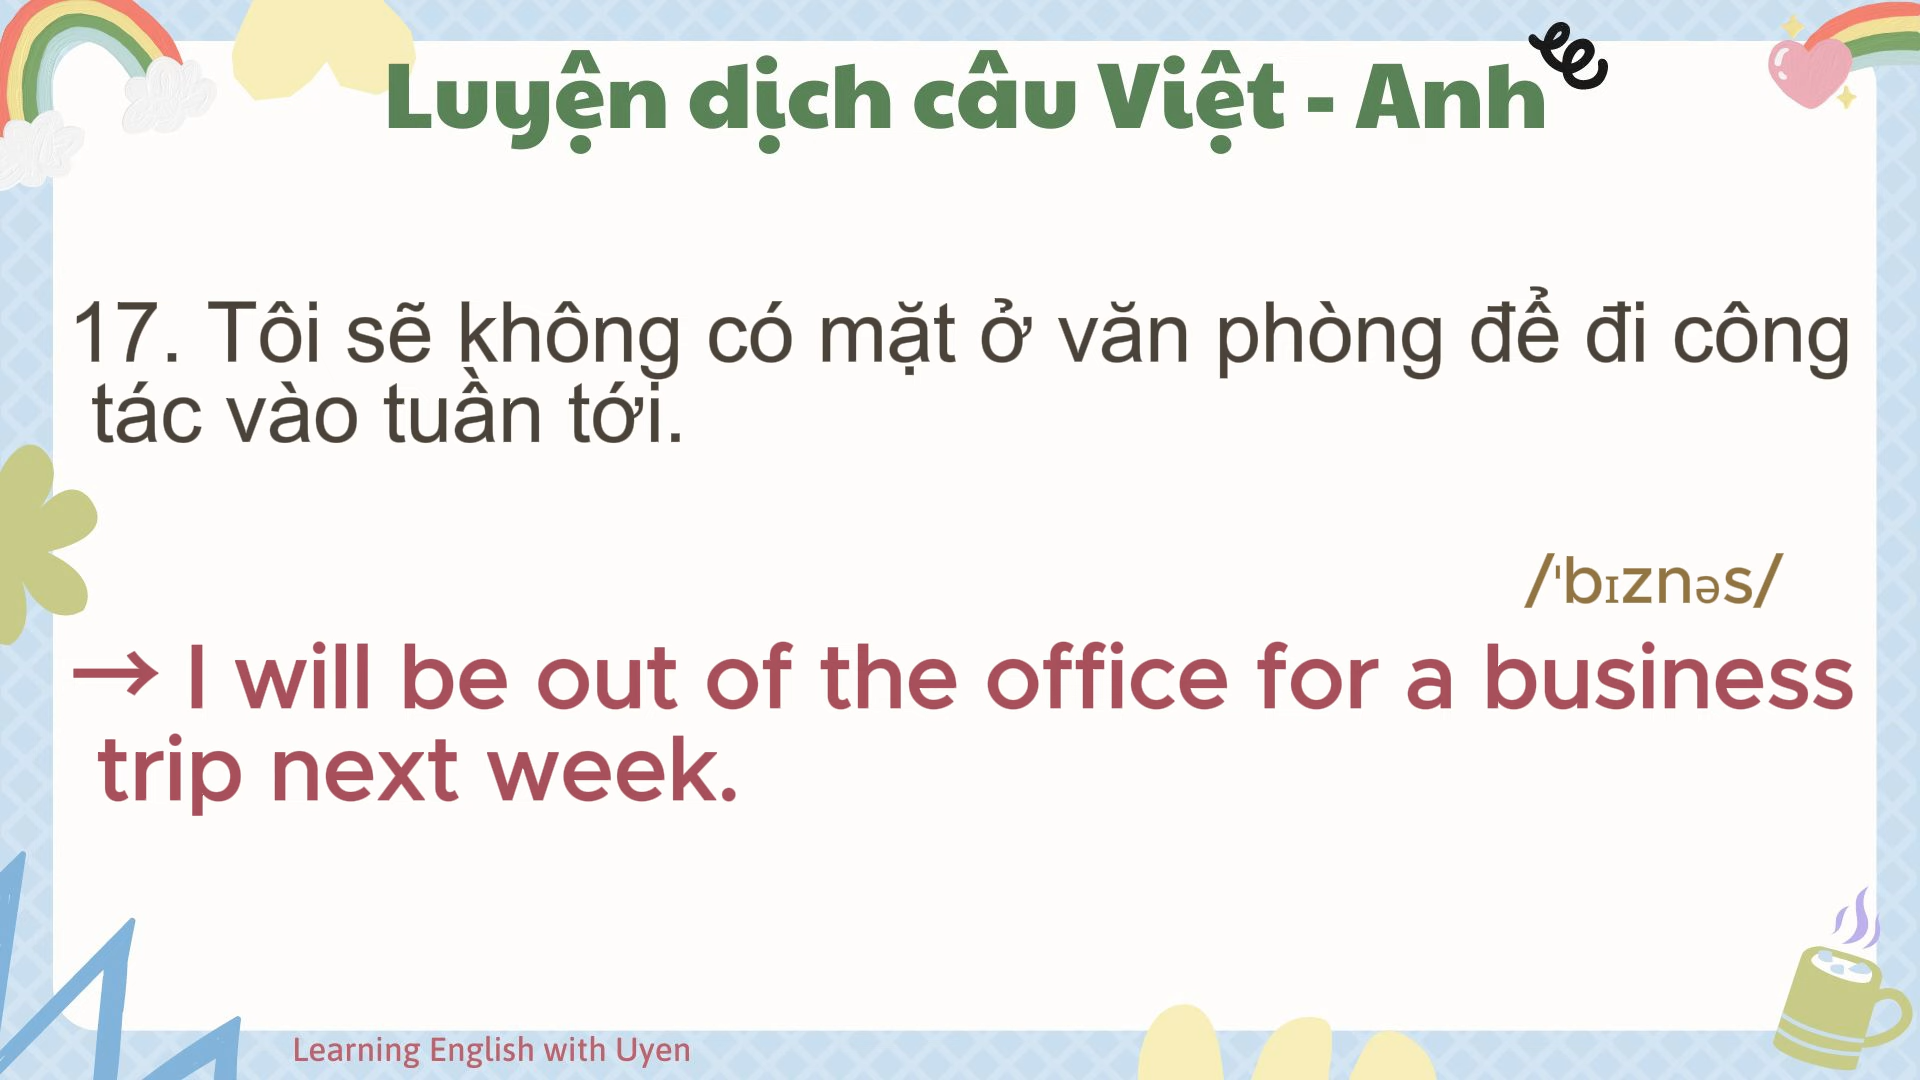 Luyện dịch câu Việt - Anh
17. Tôi sẽ không có mặt ở văn phòng để đi công
tác vào tuần tới.
/ˈbɪznəs/
→ I will be out of the office for a business
trip next week.
Learning English with Uyen